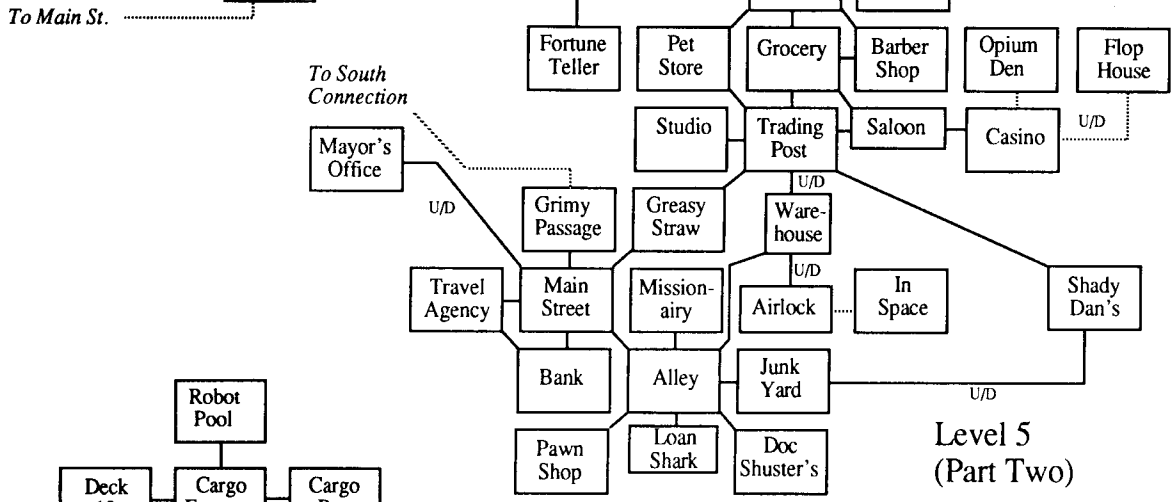 To Main St.
Fortune
Teller
Pet
Store
Grocery
Barber
Shop
Opium
Den
Flop
House
To South
Connection
Studio
Trading
Post
Saloon
Casino
U/D
Mayor's
Office
U/D
U/D
Grimy
Passage
Greasy
Straw
Ware-
house
U/D
Travel
Agency
Main
Street
Mission-
airy
Airlock
In
Space
Shady
Dan's
Bank
Alley
Junk
Yard
U/D
Robot
Pool
Pawn
Shop
Loan
Shark
Doc
Shuster's
Level 5
(Part Two)
Deck
Cargo
Cargo